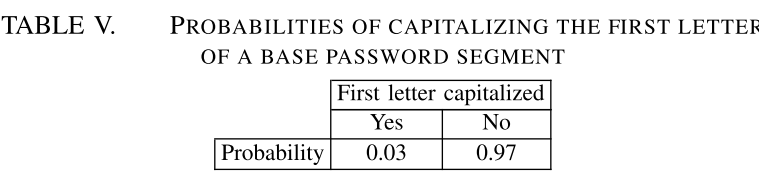 TABLE V. PROBABILITIES OF CAPITALIZING THE FIRST LETTER
OF A BASE PASSWORD SEGMENT
First letter capitalized
Yes No
Probability 0.03 0.97